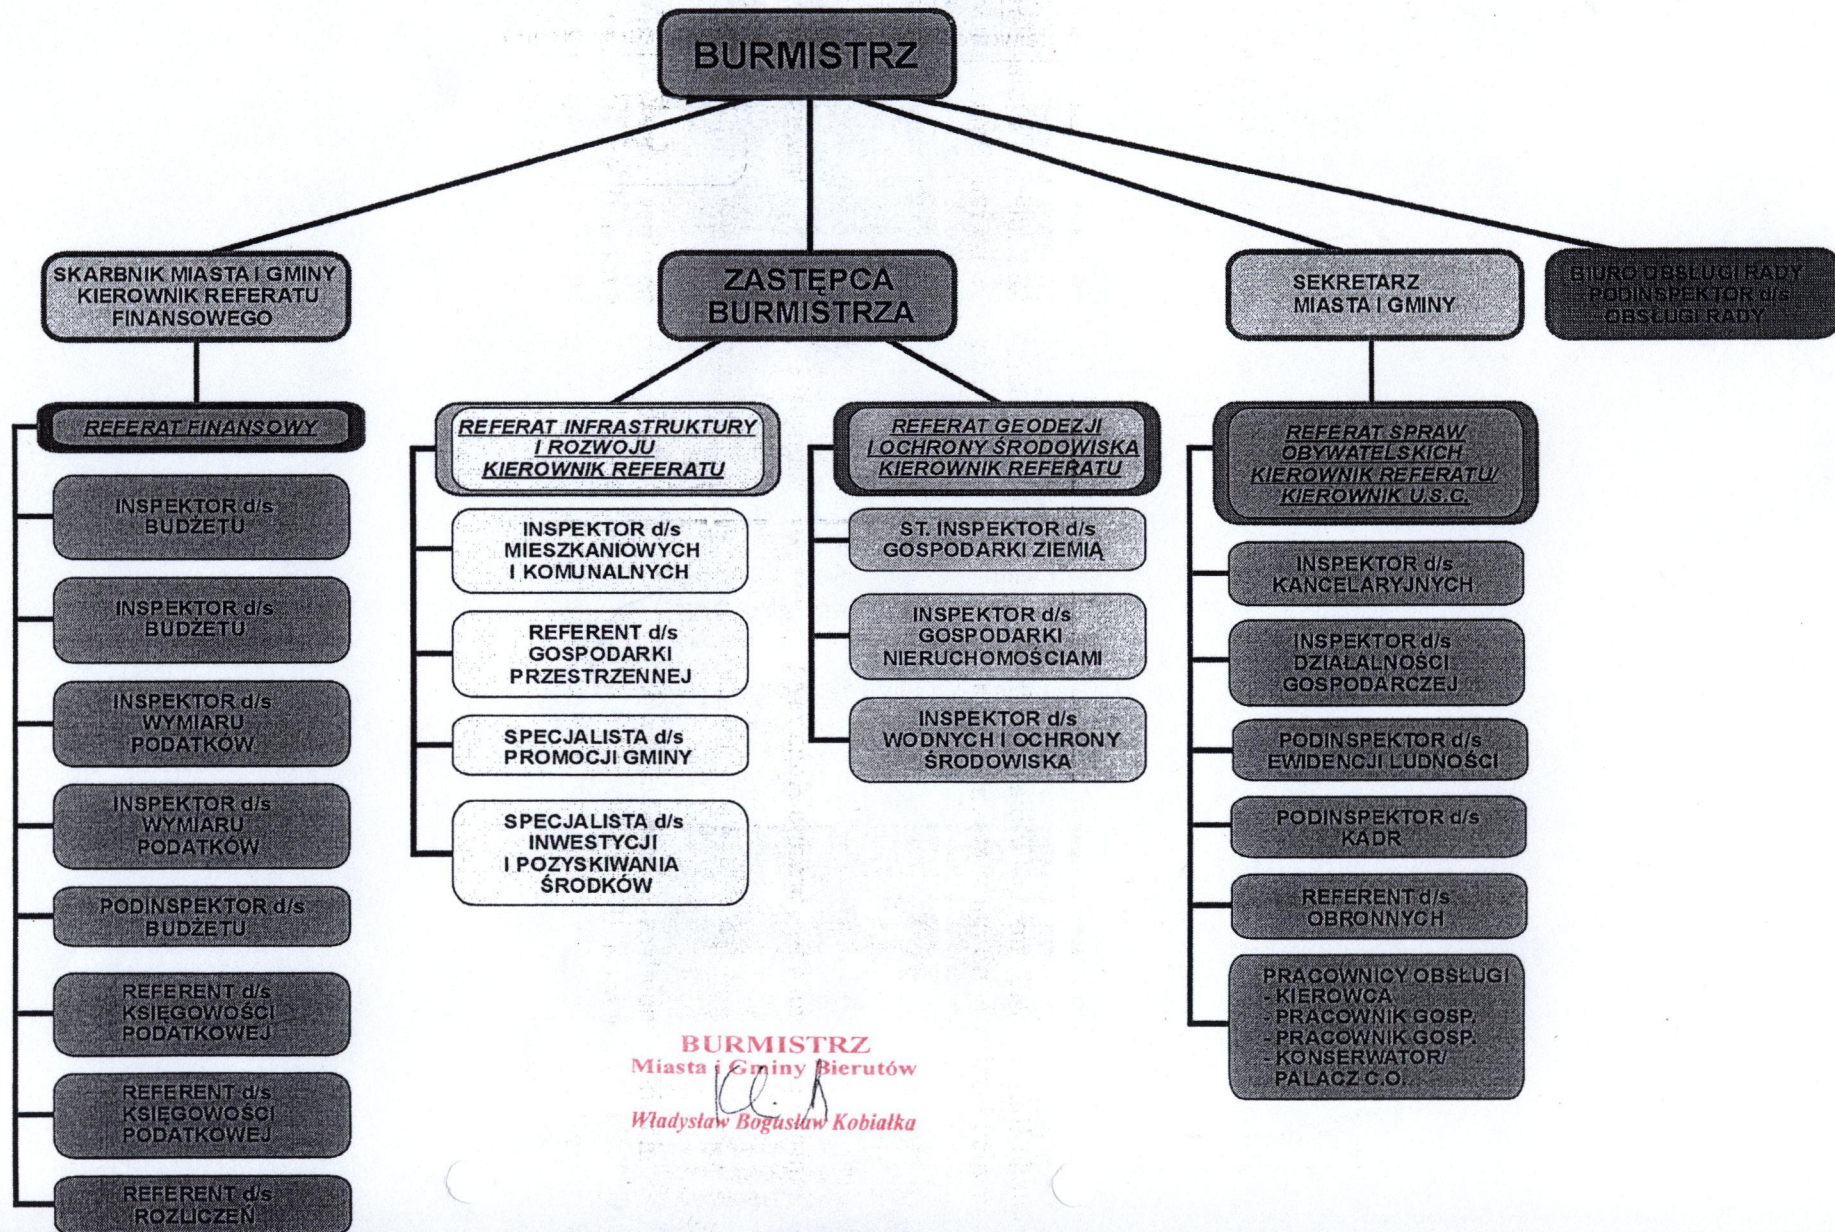 BURMISTRZ
SKARBNIK MIASTA I GMINY
KIEROWNIK REFERATU
FINANSOWEGO
ZASTĘPCA
BURMISTRZA
SEKRETARZ
MIASTA I GMINY
BIURO OBSŁUGI RADY
PODINSPEKTOR d/s
OBSŁUGI RADY
REFERAT FINANSOWY
INSPEKTOR d/s
BUDŻETU
INSPEKTOR d/s
BUDŻETU
INSPEKTOR d/s
WYMIARU
PODATKÓW
INSPEKTOR d/s
WYMIARU
PODATKÓW
PODINSPEKTOR d/s
BUDŻETU
REFERENT d/s
KSIĘGOWOŚCI
PODATKOWEJ
REFERENT d/s
KSIĘGOWOŚCI
PODATKOWEJ
REFERENT d/s
ROZLICZEŃ
REFERAT INFRASTRUKTURY
I ROZWOJU
KIEROWNIK REFERATU
INSPEKTOR d/s
MIESZKANIOWYCH
I KOMUNALNYCH
REFERENT d/s
GOSPODARKI
PRZESTRZENNEJ
SPECJALISTA d/s
PROMOCJI GMINY
SPECJALISTA d/s
INWESTYCJI
I POZYSKIWANIA
ŚRODKÓW
REFERAT GEODEZJI
I OCHRONY ŚRODOWISKA
KIEROWNIK REFERATU
ST. INSPEKTOR d/s
GOSPODARKI ZIEMIĄ
INSPEKTOR d/s
GOSPODARKI
NIERUCHOMOŚCIAMI
INSPEKTOR d/s
WODNYCH I OCHRONY
ŚRODOWISKA
REFERAT SPRAW
OBYWATELSKICH
KIEROWNIK REFERATU/
KIEROWNIK U.S.C.
INSPEKTOR d/s
KANCELARYJNYCH
INSPEKTOR d/s
DZIAŁALNOŚCI
GOSPODARCZEJ
PODINSPEKTOR d/s
EWIDENCJI LUDNOŚCI
PODINSPEKTOR d/s
KADR
REFERENT d/s
OBRONNYCH
PRACOWNICY OBSŁUGI
- KIEROWCA
- PRACOWNIK GOSP.
- PRACOWNIK GOSP.
- KONSERWATOR/
PALACZ C.O.
BURMISTRZ
Miasta i Gminy Bierutów
Władysław Bogusław Kobiałka